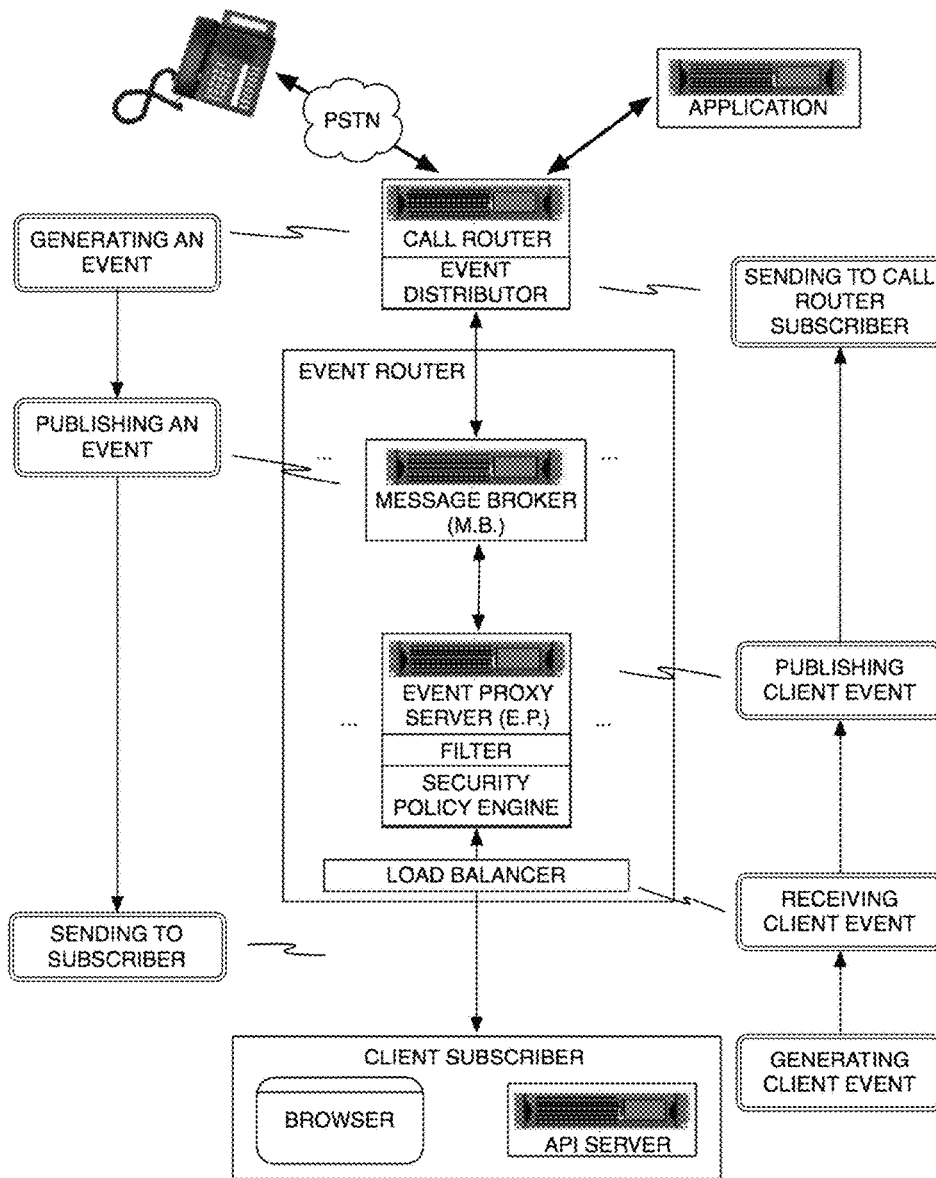 PSTN
APPLICATION
GENERATING AN
EVENT
CALL ROUTER
EVENT
DISTRIBUTOR
SENDING TO CALL
ROUTER
SUBSCRIBER
EVENT ROUTER
PUBLISHING AN
EVENT
...
...
MESSAGE BROKER
(M.B.)
EVENT PROXY
SERVER (E.P.)
PUBLISHING
CLIENT EVENT
...
...
FILTER
SECURITY
POLICY ENGINE
LOAD BALANCER
RECEIVING
CLIENT EVENT
SENDING TO
SUBSCRIBER
CLIENT SUBSCRIBER
BROWSER
API SERVER
GENERATING
CLIENT EVENT